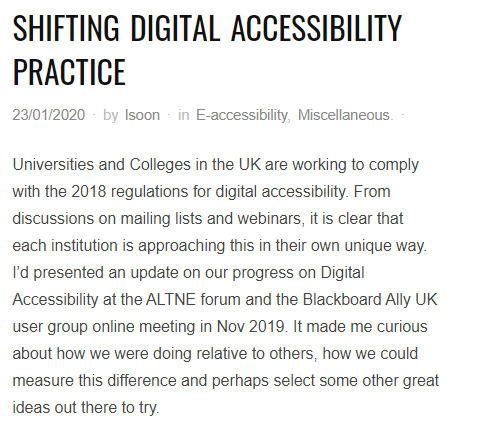 SHIFTING DIGITAL ACCESSIBILITY
PRACTICE
23/01/2020 · by lsoon · in E-accessibility, Miscellaneous. ·
Universities and Colleges in the UK are working to comply
with the 2018 regulations for digital accessibility. From
discussions on mailing lists and webinars, it is clear that
each institution is approaching this in their own unique way.
I’d presented an update on our progress on Digital
Accessibility at the ALTNE forum and the Blackboard Ally UK
user group online meeting in Nov 2019. It made me curious
about how we were doing relative to others, how we could
measure this difference and perhaps select some other great
ideas out there to try.